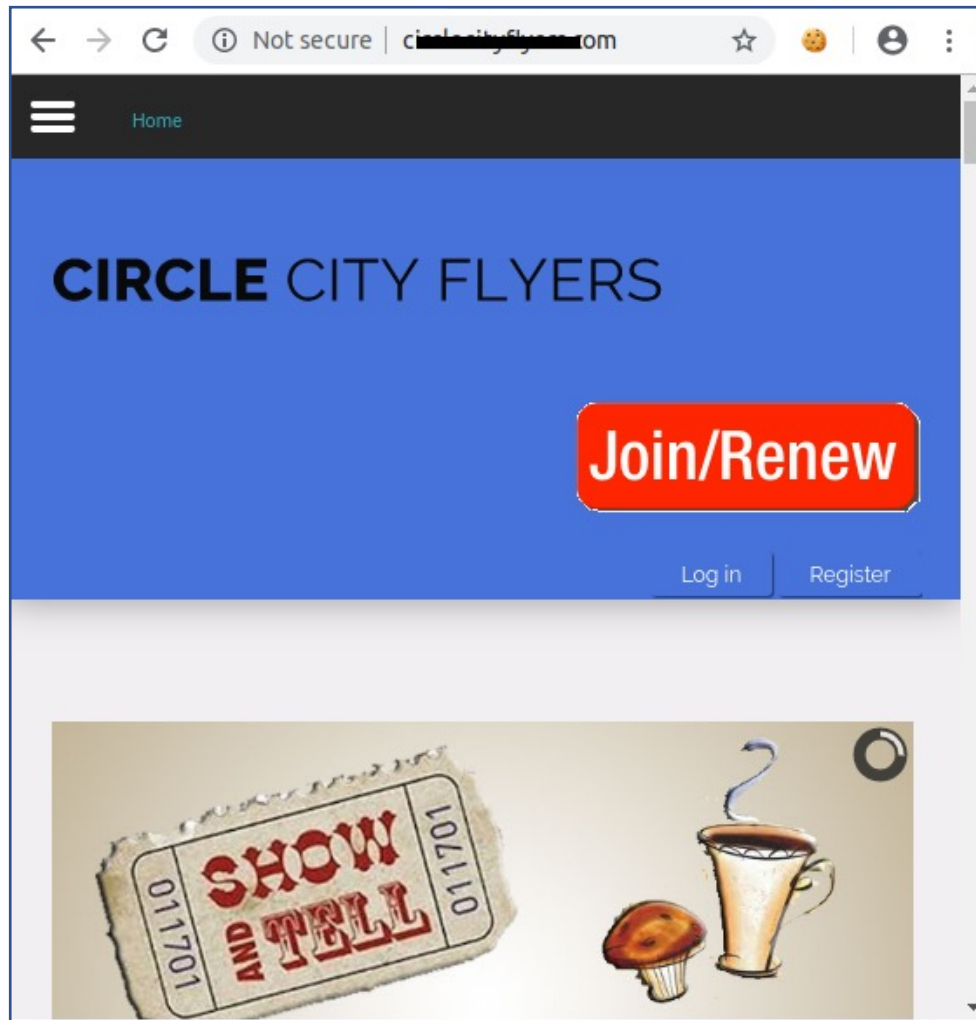 Not secure
Home
CIRCLE CITY FLYERS
Join/Renew
Log in Register
SHOW
AND TELL
011701
011701